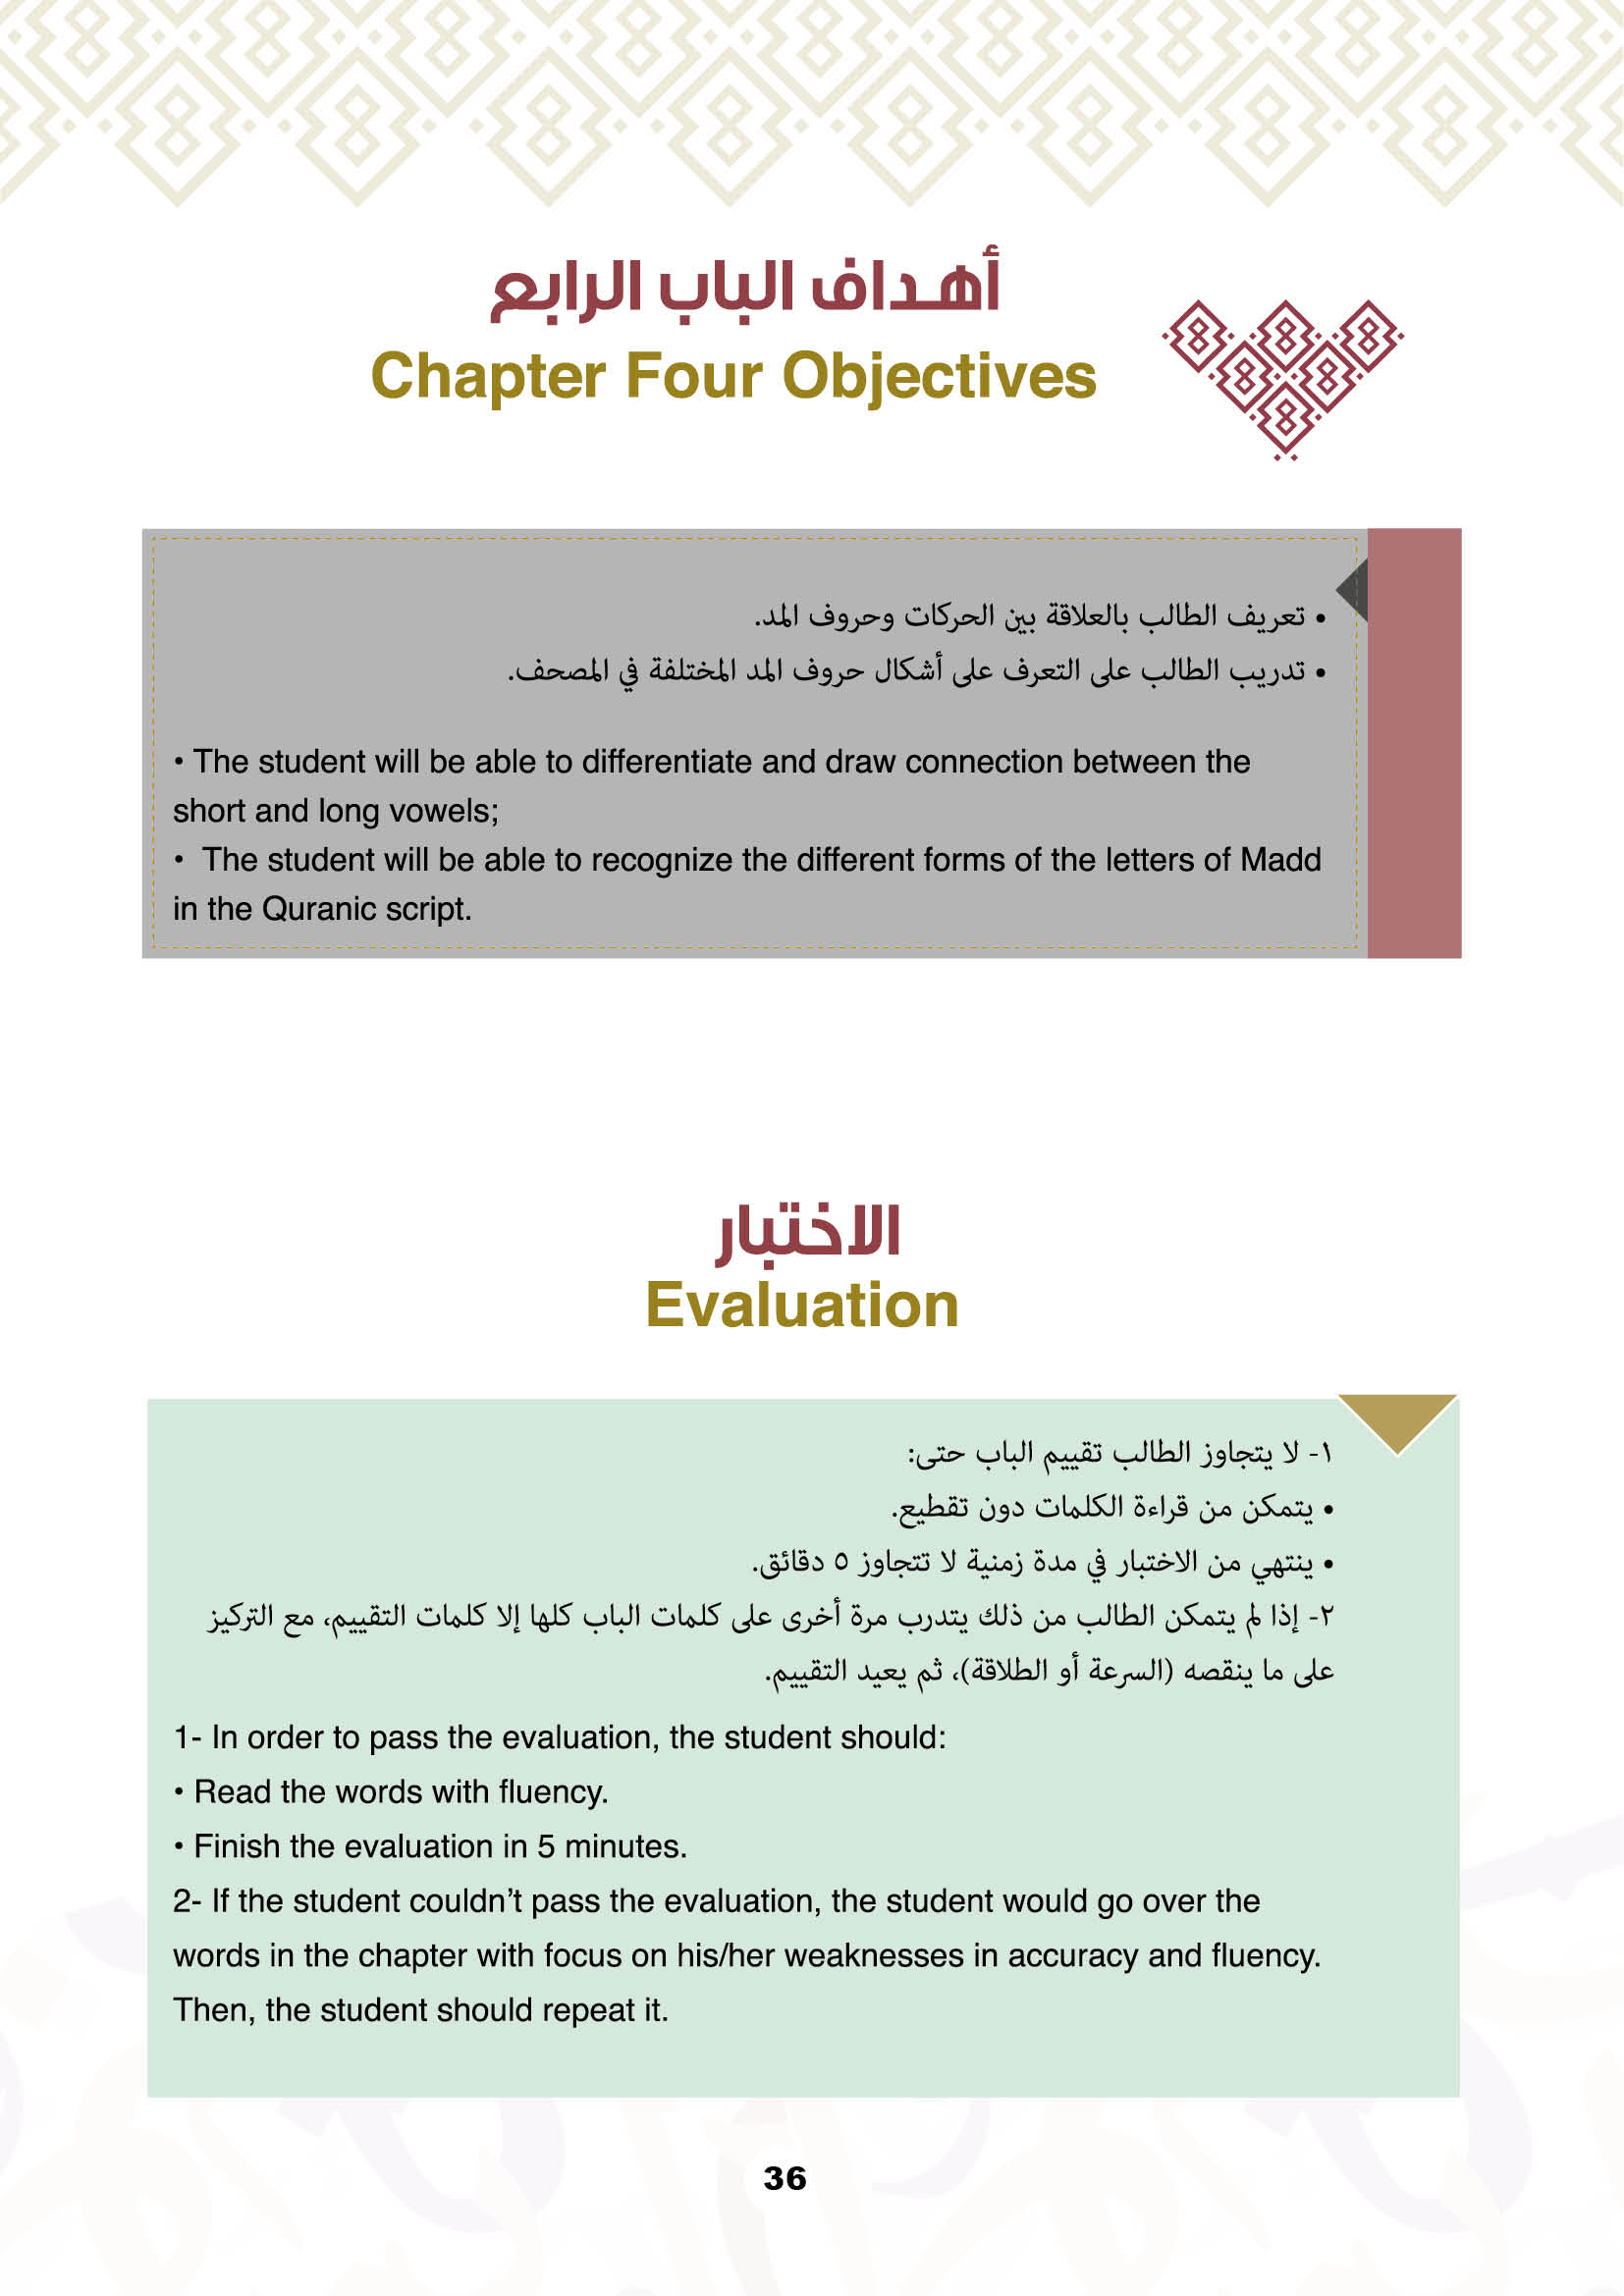 أهداف الباب الرابع
Chapter Four Objectives
• تعريف الطالب بالعلاقة بين الحركات وحروف المد.
• تدريب الطالب على التعرف على أشكال حروف المد المختلفة في المصحف.
• The student will be able to differentiate and draw connection between the
short and long vowels;
• The student will be able to recognize the different forms of the letters of Madd
in the Quranic script.
الاختبار
Evaluation
١- لا يتجاوز الطالب تقييم الباب حتى:
• يتمكن من قراءة الكلمات دون تقطيع.
• ينتهي من الاختبار في مدة زمنية لا تتجاوز ٥ دقائق.
٢- إذا لم يتمكن الطالب من ذلك يتدرب مرة أخرى على كلمات الباب كلها إلا كلمات التقييم، مع التركيز
على ما ينقصه (السرعة أو الطلاقة)، ثم يعيد التقييم.
1- In order to pass the evaluation, the student should:
• Read the words with fluency.
• Finish the evaluation in 5 minutes.
2- If the student couldn’t pass the evaluation, the student would go over the
words in the chapter with focus on his/her weaknesses in accuracy and fluency.
Then, the student should repeat it.
36